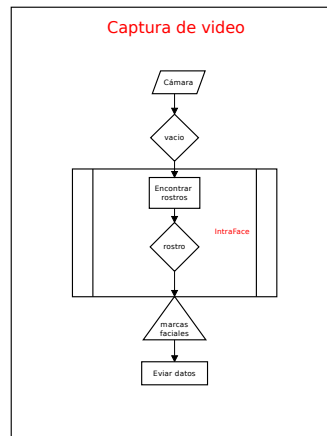 Captura de video
Cámara
vacio
Encontrar
rostros
IntraFace
rostro
marcas
faciales
Eviar datos